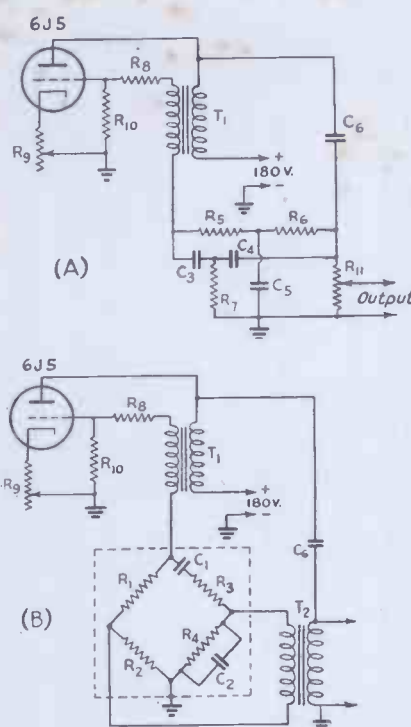 6J5
R8
T1
R10
C6
R9
+
180V.
-
R5
R6
(A)
C3
C4
R7
C5
R11
Output
6J5
R8
T1
R10
+
180V.
-
R9
C6
C1
R1
R3
(B)
T2
R2
R4
C2